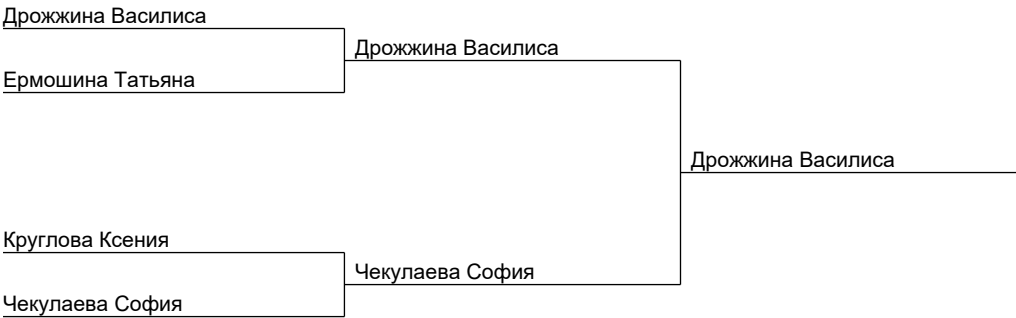 Дрожжина Василиса
Дрожжина Василиса
Ермошина Татьяна
Дрожжина Василиса
Круглова Ксения
Чекулаева София
Чекулаева София